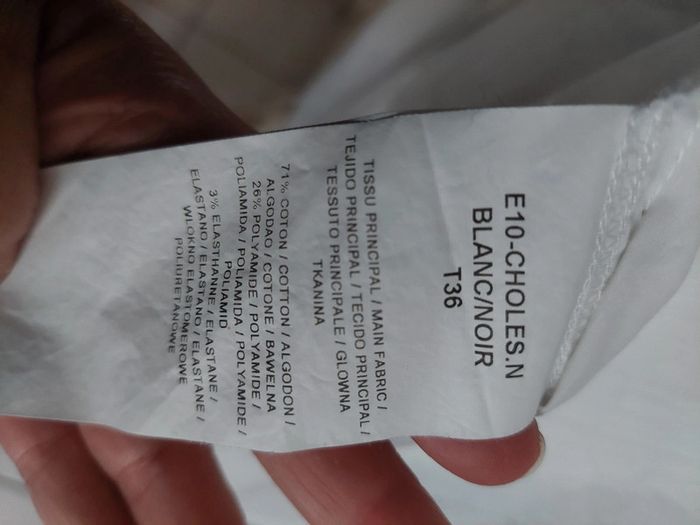 E10-CHOLES.N
BLANC/NOIR
T36
TISSU PRINCIPAL / MAIN FABRIC /
TEJIDO PRINCIPAL / TECIDO PRINCIPAL /
TESSUTO PRINCIPALE / GLOWNA
TKANINA
71% COTON / COTTON / ALGODON /
ALGODAO / COTONE / BAWELNA
26% POLYAMIDE / POLYAMIDE /
POLIAMIDA / POLIAMIDA / POLYAMIDE /
POLIAMID
3% ELASTHANNE / ELASTANE /
ELASTANO / ELASTANO / ELASTANE /
WLOKNO ELASTOMEROWE
POLIURETANOWE